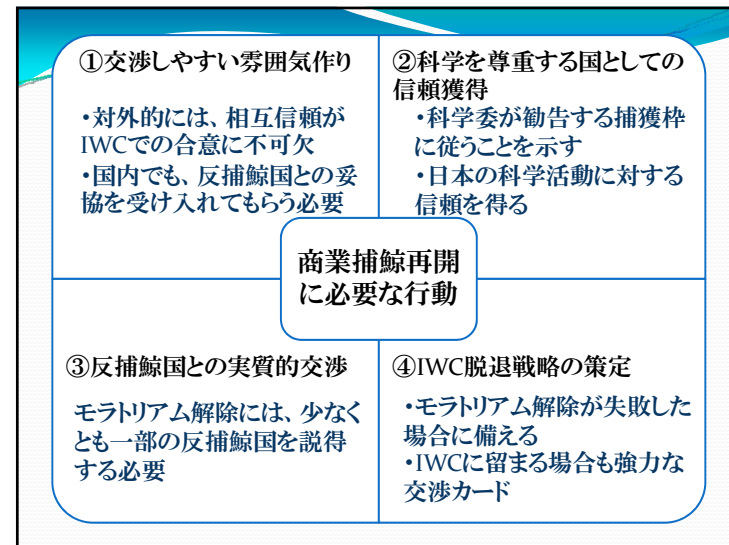 ①交渉しやすい雰囲気作り
・対外的には、相互信頼が
IWCでの合意に不可欠
・国内でも、反捕鯨国との妥
協を受け入れてもらう必要
②科学を尊重する国としての
信頼獲得
・科学委が勧告する捕獲枠
に従うことを示す
・日本の科学活動に対する
信頼を得る
商業捕鯨再開
に必要な行動
③反捕鯨国との実質的交渉
モラトリアム解除には、少なく
とも一部の反捕鯨国を説得
する必要
④IWC脱退戦略の策定
・モラトリアム解除が失敗した
場合に備える
・IWCに留まる場合も強力な
交渉カード